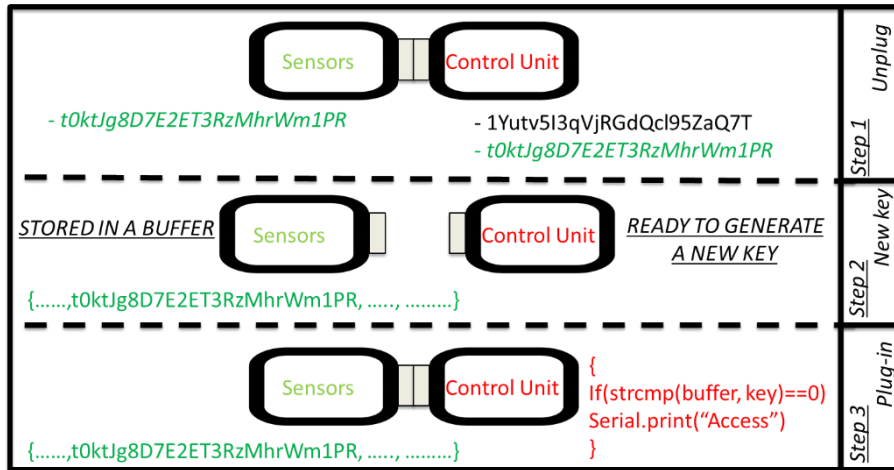 Sensors
Control Unit
- t0ktJg8D7E2ET3RzMhrWm1PR
- 1Yutv5I3qVjRGdQcl95ZaQ7T
- t0ktJg8D7E2ET3RzMhrWm1PR
Step 1
Unplug
STORED IN A BUFFER
Sensors
Control Unit
READY TO GENERATE
A NEW KEY
{……,t0ktJg8D7E2ET3RzMhrWm1PR, ….., ………}
Step 2
New key
Sensors
Control Unit
{
If(strcmp(buffer, key)==0)
Serial.print(“Access”)
}
{……,t0ktJg8D7E2ET3RzMhrWm1PR, ….., ………}
Step 3
Plug-in